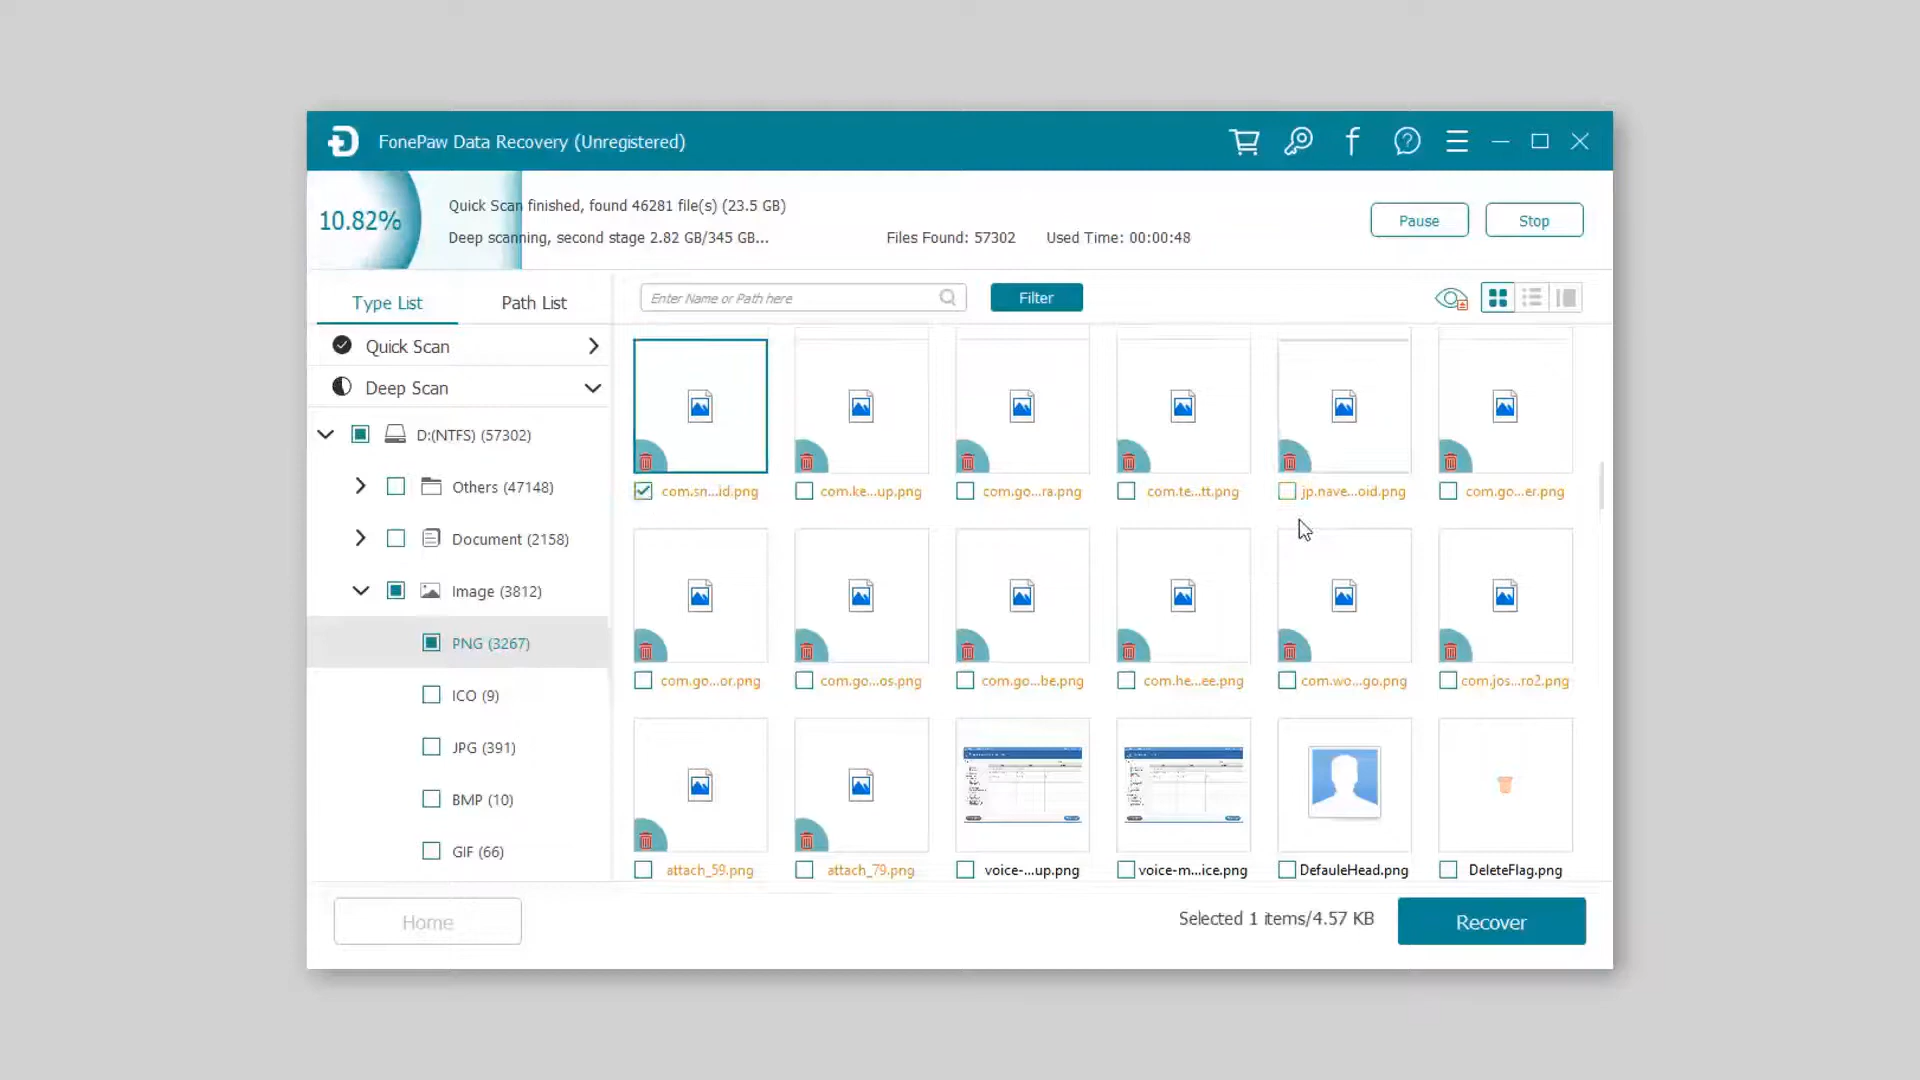 FonePaw Data Recovery (Unregistered)
10.82%
Quick Scan finished, found 46281 file(s) (23.5 GB)
Deep scanning, second stage 2.82 GB/345 GB...
Files Found: 57302
Used Time: 00:00:48
Pause
Stop
Type List
Path List
Enter Name or Path here
Filter
Quick Scan
Deep Scan
D:(NTFS) (57302)
Others (47148)
Document (2158)
Image (3812)
PNG (3267)
ICO (9)
JPG (391)
BMP (10)
GIF (66)
com.sn...id.png
com.ke...up.png
com.go...ra.png
com.te...tt.png
jp.nave...oid.png
com.go...er.png
com.go...or.png
com.go...os.png
com.go...be.png
com.he...ee.png
com.wo...go.png
com.jos...ro2.png
attach_59.png
attach_79.png
voice-...up.png
voice-m...ice.png
DefauleHead.png
DeleteFlag.png
Home
Selected 1 items/4.57 KB
Recover